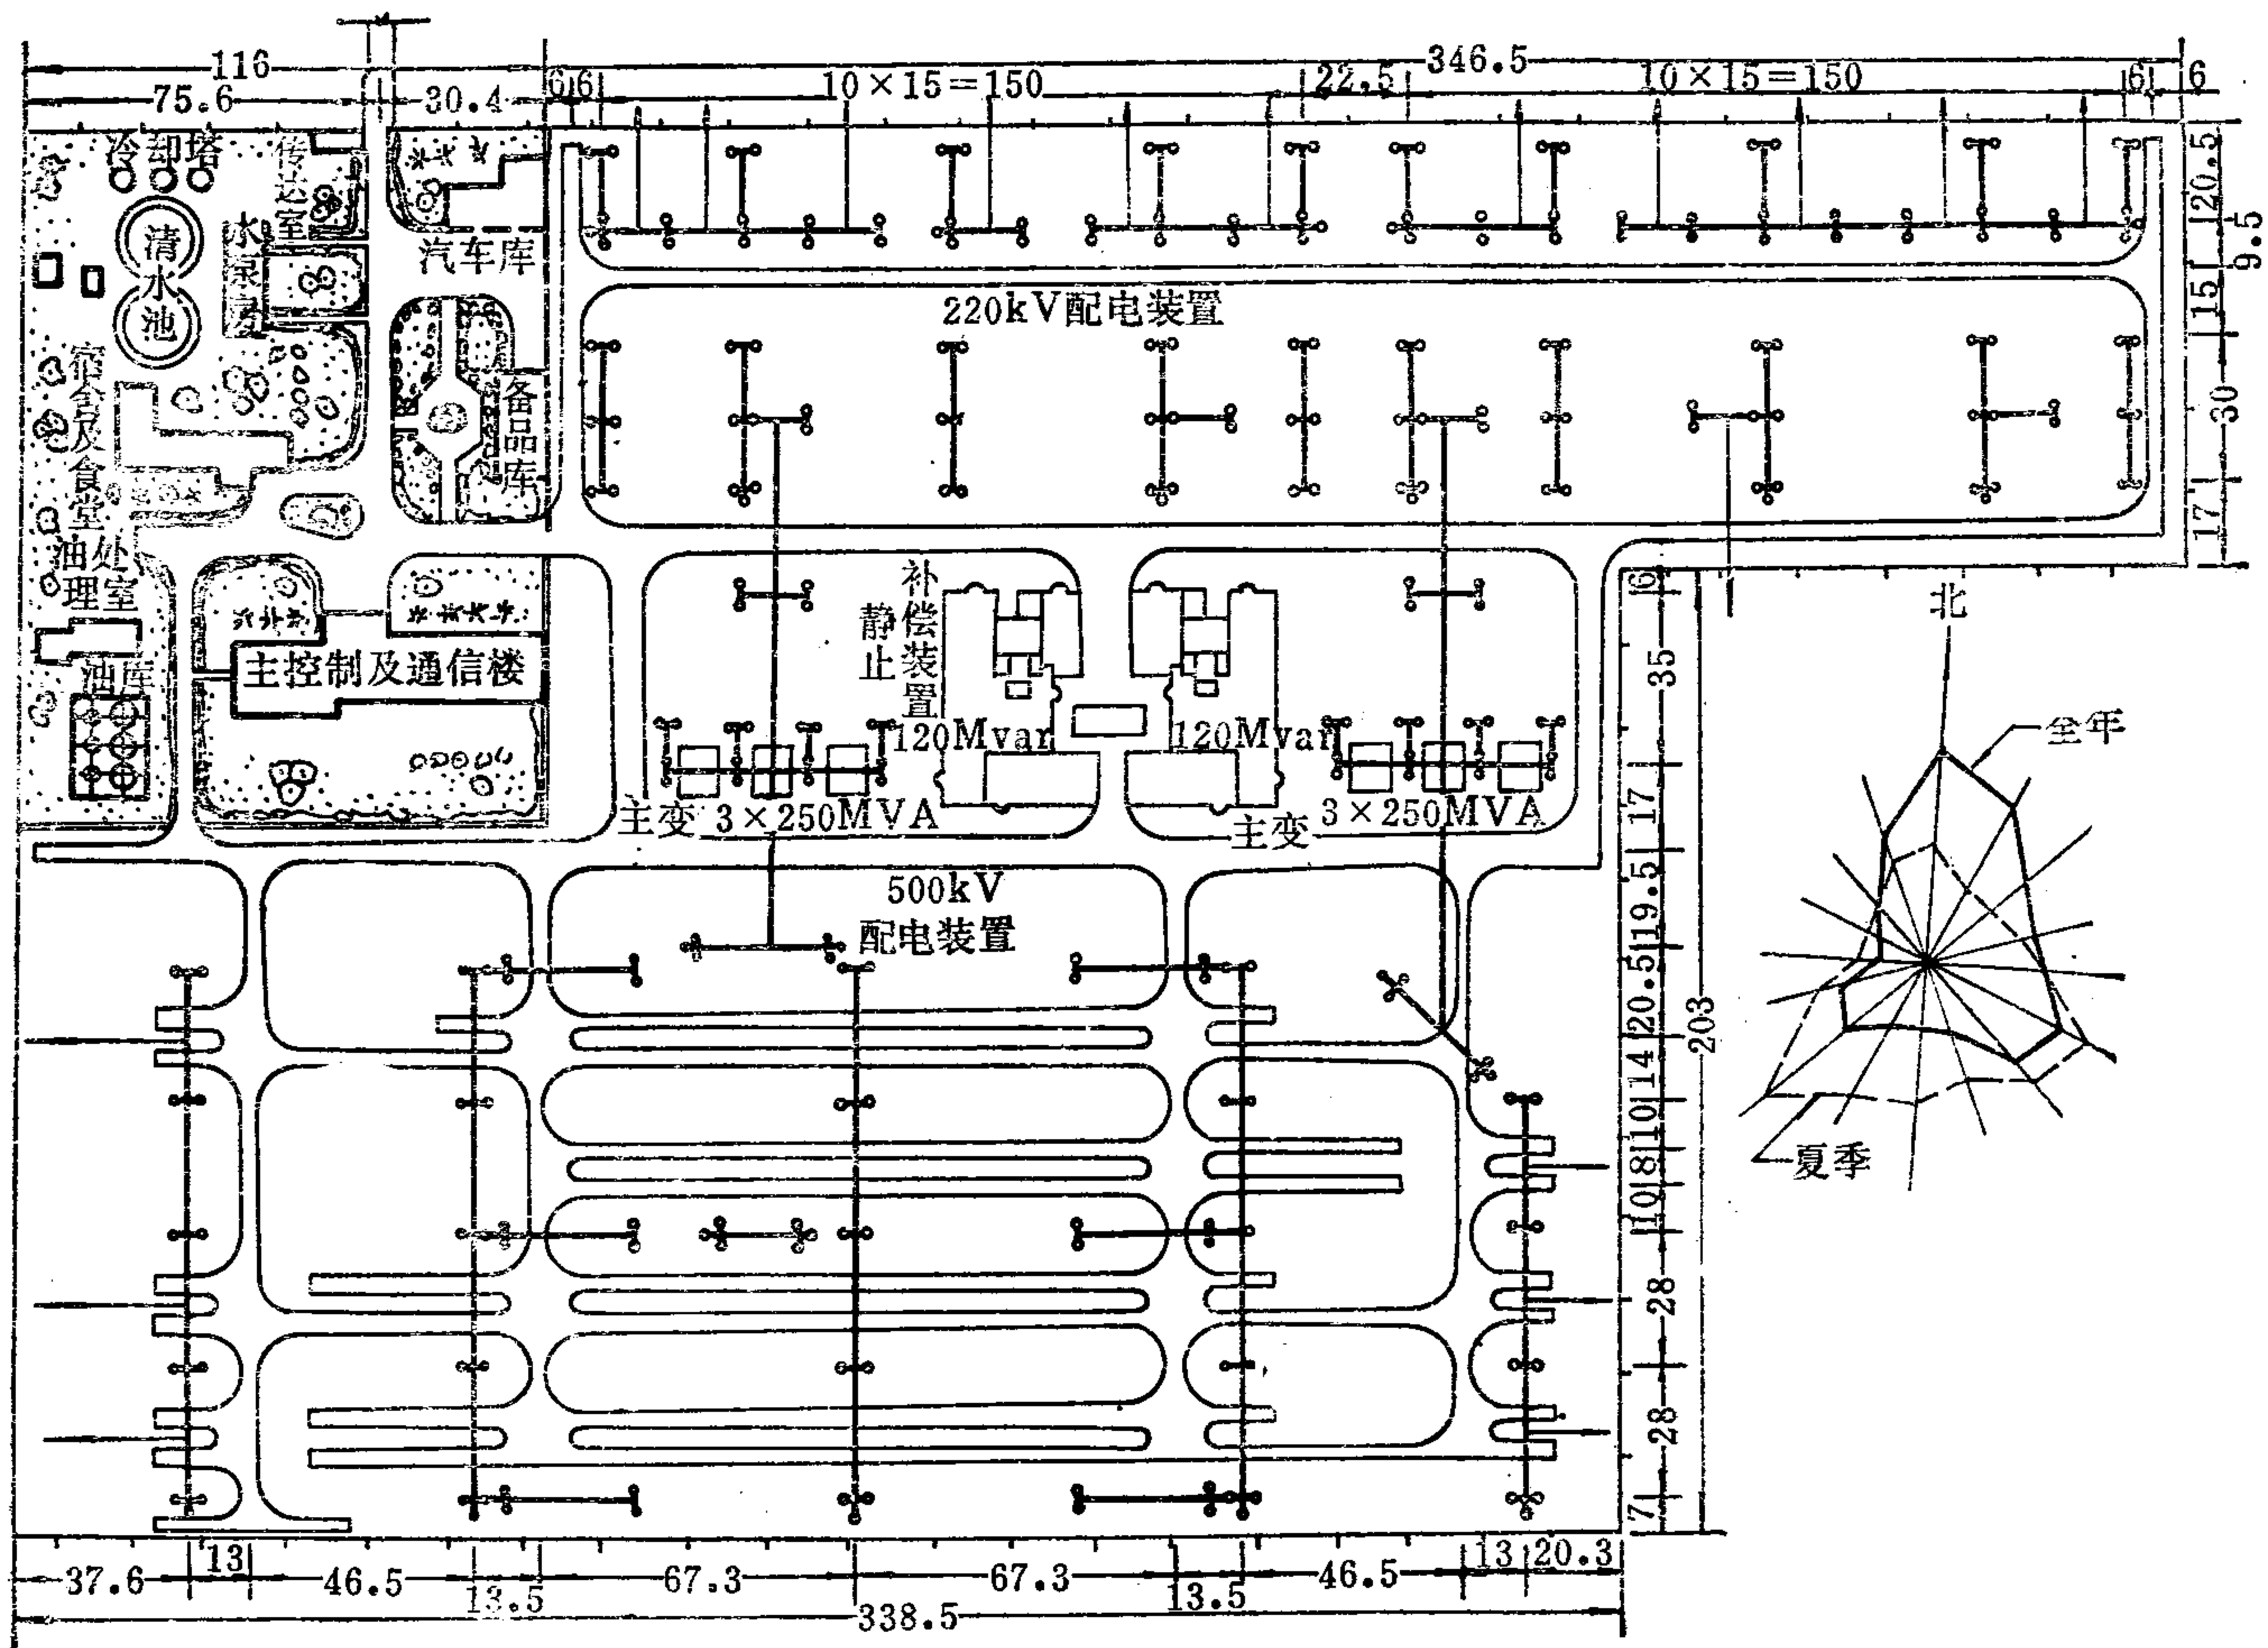 116
346.5
75.6
30.4
6
6
10×15=150
22.5
10×15=150
6
6
冷却塔
传达室
清水池
水泵房
汽车库
20.5
9.5
15
30
17
220kV配电装置
宿舍及食堂
备品库
油处理室
油库
主控制及通信楼
静止
补偿装置
120Mvar
120Mvar
主变 3×250MVA
主变 3×250MVA
500kV
配电装置
北
全年
夏季
6
35
17
19.5
20.5
14
10
18
10
28
28
7
203
37.6
13
46.5
13.5
67.3
67.3
13.5
46.5
13
20.3
338.5